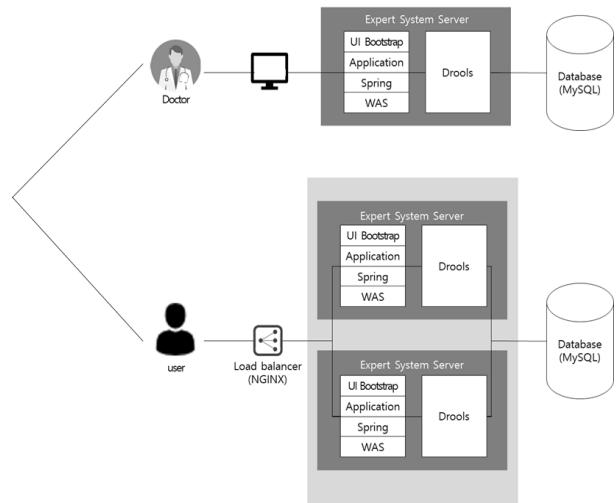 Expert System Server
UI Bootstrap
Application
Spring
WAS
Drools
Doctor
Database
(MySQL)
Expert System Server
UI Bootstrap
Application
Spring
WAS
Drools
user
Load balancer
(NGINX)
Database
(MySQL)
Expert System Server
UI Bootstrap
Application
Spring
WAS
Drools